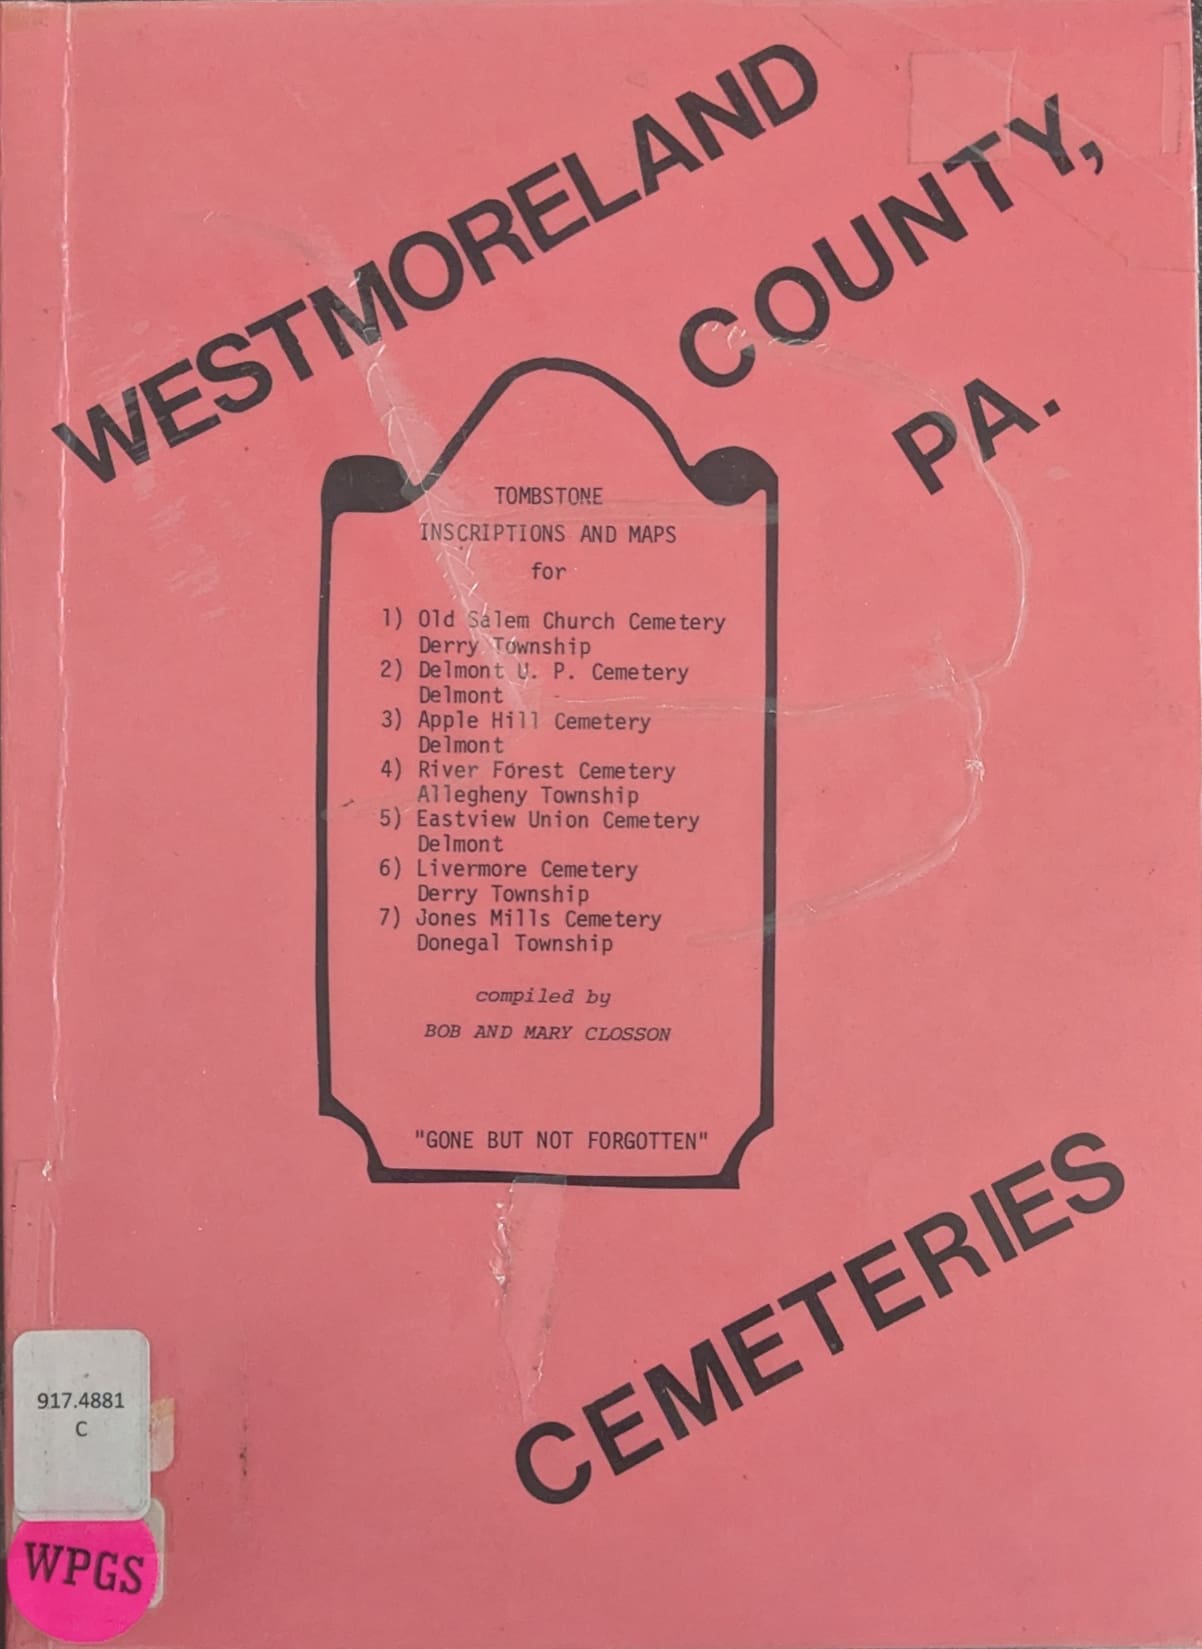 WESTMORELAND
COUNTY,
PA.
TOMBSTONE
INSCRIPTIONS AND MAPS
for
1) Old Salem Church Cemetery
Derry Township
2) Delmont U. P. Cemetery
Delmont
3) Apple Hill Cemetery
Delmont
4) River Forest Cemetery
Allegheny Township
5) Eastview Union Cemetery
Delmont
6) Livermore Cemetery
Derry Township
7) Jones Mills Cemetery
Donegal Township
compiled by
BOB AND MARY CLOSSON
"GONE BUT NOT FORGOTTEN"
CEMETERIES
917.4881
C
WPGS